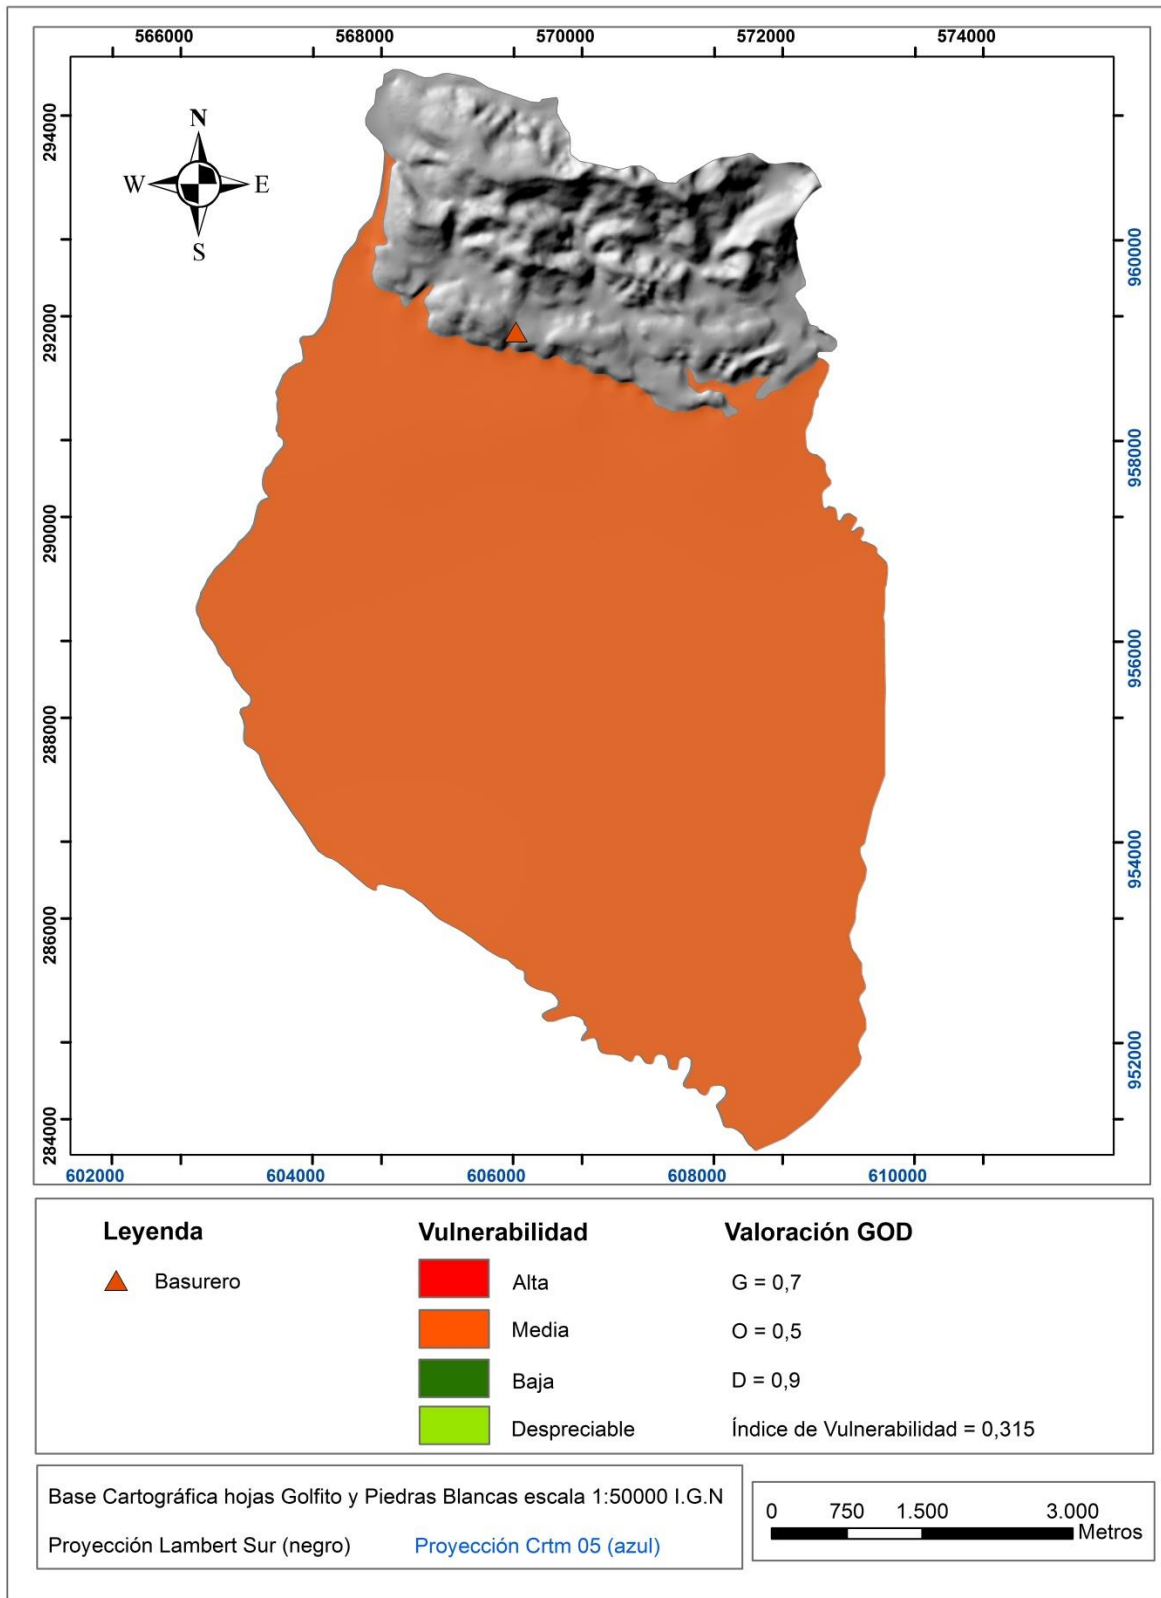 566000 568000 570000 572000 574000
294000
292000
290000
288000
286000
284000
N
W E
S
960000
958000
956000
954000
952000
602000 604000 606000 608000 610000
Leyenda
Basurero
Vulnerabilidad
Alta
Media
Baja
Despreciable
Valoración GOD
G = 0,7
O = 0,5
D = 0,9
Índice de Vulnerabilidad = 0,315
Base Cartográfica hojas Golfito y Piedras Blancas escala 1:50000 I.G.N
Proyección Lambert Sur (negro) Proyección Crtm 05 (azul)
0 750 1.500 3.000
Metros